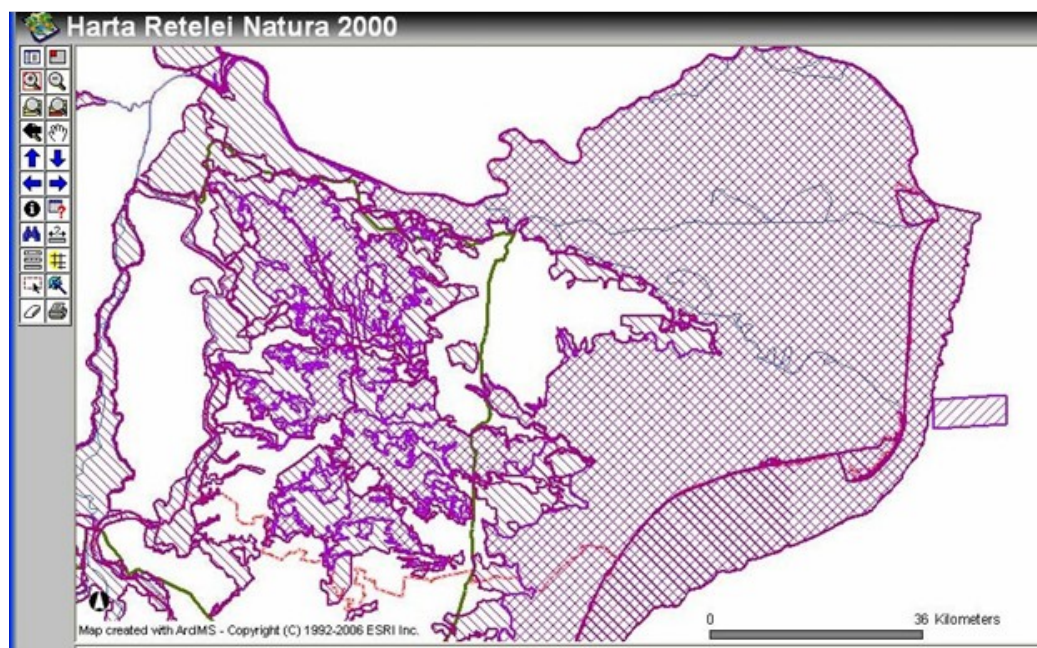 Harta Retelei Natura 2000
Map created with ArcIMS - Copyright (C) 1992-2006 ESRI Inc.
0 36 Kilometers